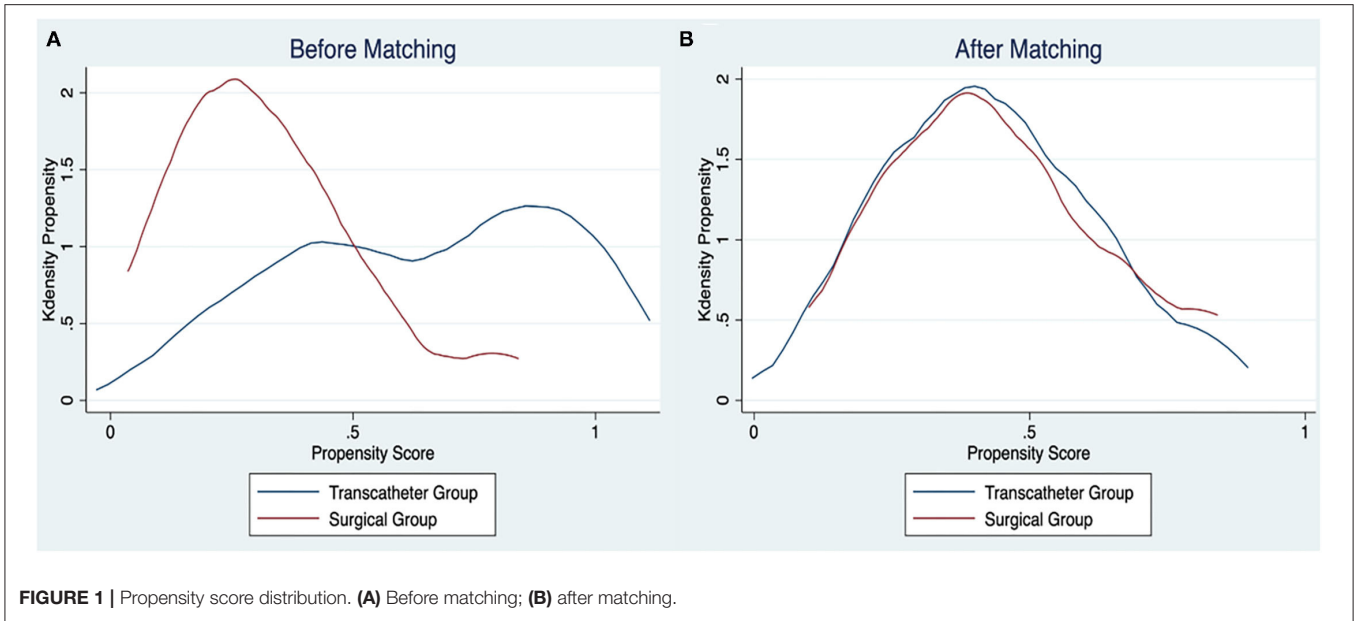 A
Before Matching
2
1.5
1
.5
0
Kdensity Propensity
0
.5
1
Propensity Score
Transcatheter Group
Surgical Group
B
After Matching
2
1.5
1
.5
0
Kdensity Propensity
0
.5
1
Propensity Score
Transcatheter Group
Surgical Group
FIGURE 1 | Propensity score distribution. (A) Before matching; (B) after matching.